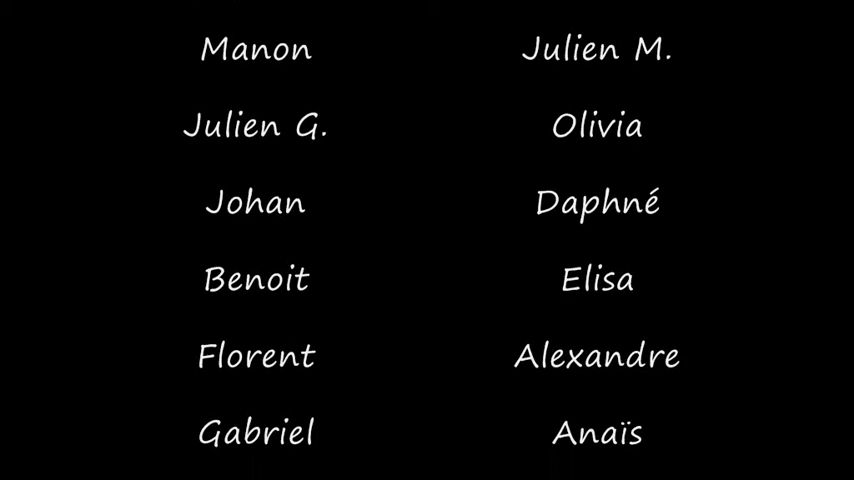 Manon
Julien M.
Julien G.
Olivia
Johan
Daphné
Benoit
Elisa
Florent
Alexandre
Gabriel
Anaïs